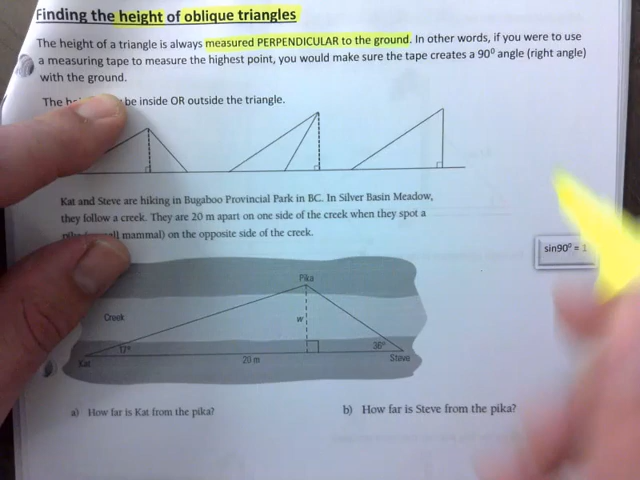 Finding the height of oblique triangles
The height of a triangle is always measured PERPENDICULAR to the ground. In other words, if you were to use
a measuring tape to measure the highest point, you would make sure the tape creates a 90⁰ angle (right angle)
with the ground.
The be inside OR outside the triangle.
Kat and Steve are hiking in Bugaboo Provincial Park in BC. In Silver Basin Meadow,
they follow a creek. They are 20 m apart on one side of the creek when they spot a
mammal) on the opposite side of the creek.
sin90⁰ = 1
Pika
Creek
w
17°
36°
Kat
20 m
Steve
a) How far is Kat from the pika?
b) How far is Steve from the pika?